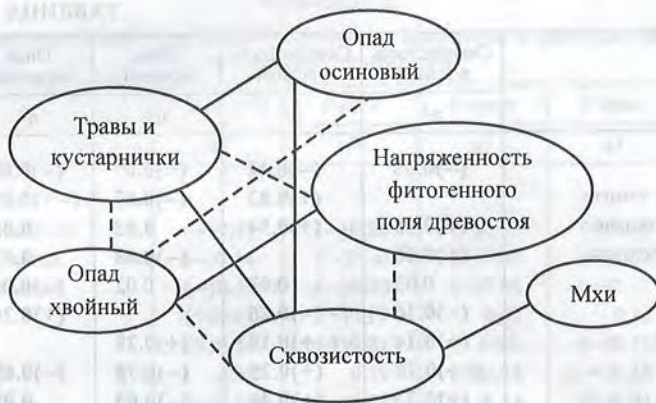 Опад
осиновый
Травы и
кустарнички
Напряженность
фитогенного
поля древостоя
Опад
хвойный
Мхи
Сквозистость